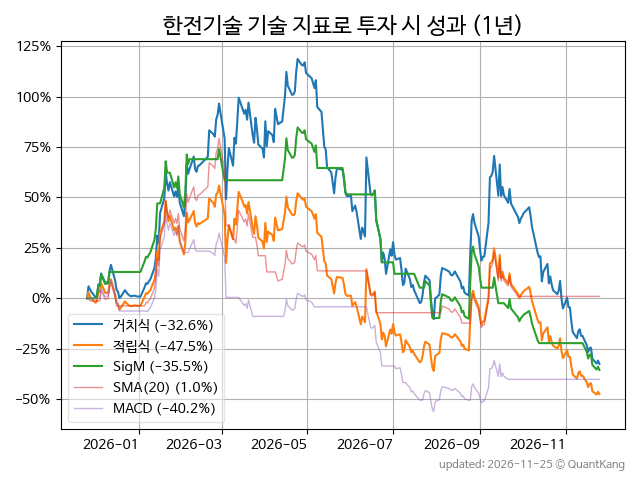 한전기술 기술 지표로 투자 시 성과 (1년)
125%
100%
75%
50%
25%
0%
−25%
−50%
거치식 (−32.6%)
적립식 (−47.5%)
SigM (−35.5%)
SMA(20) (1.0%)
MACD (−40.2%)
2026-01
2026-03
2026-05
2026-07
2026-09
2026-11
updated: 2026-11-25 © QuantKang